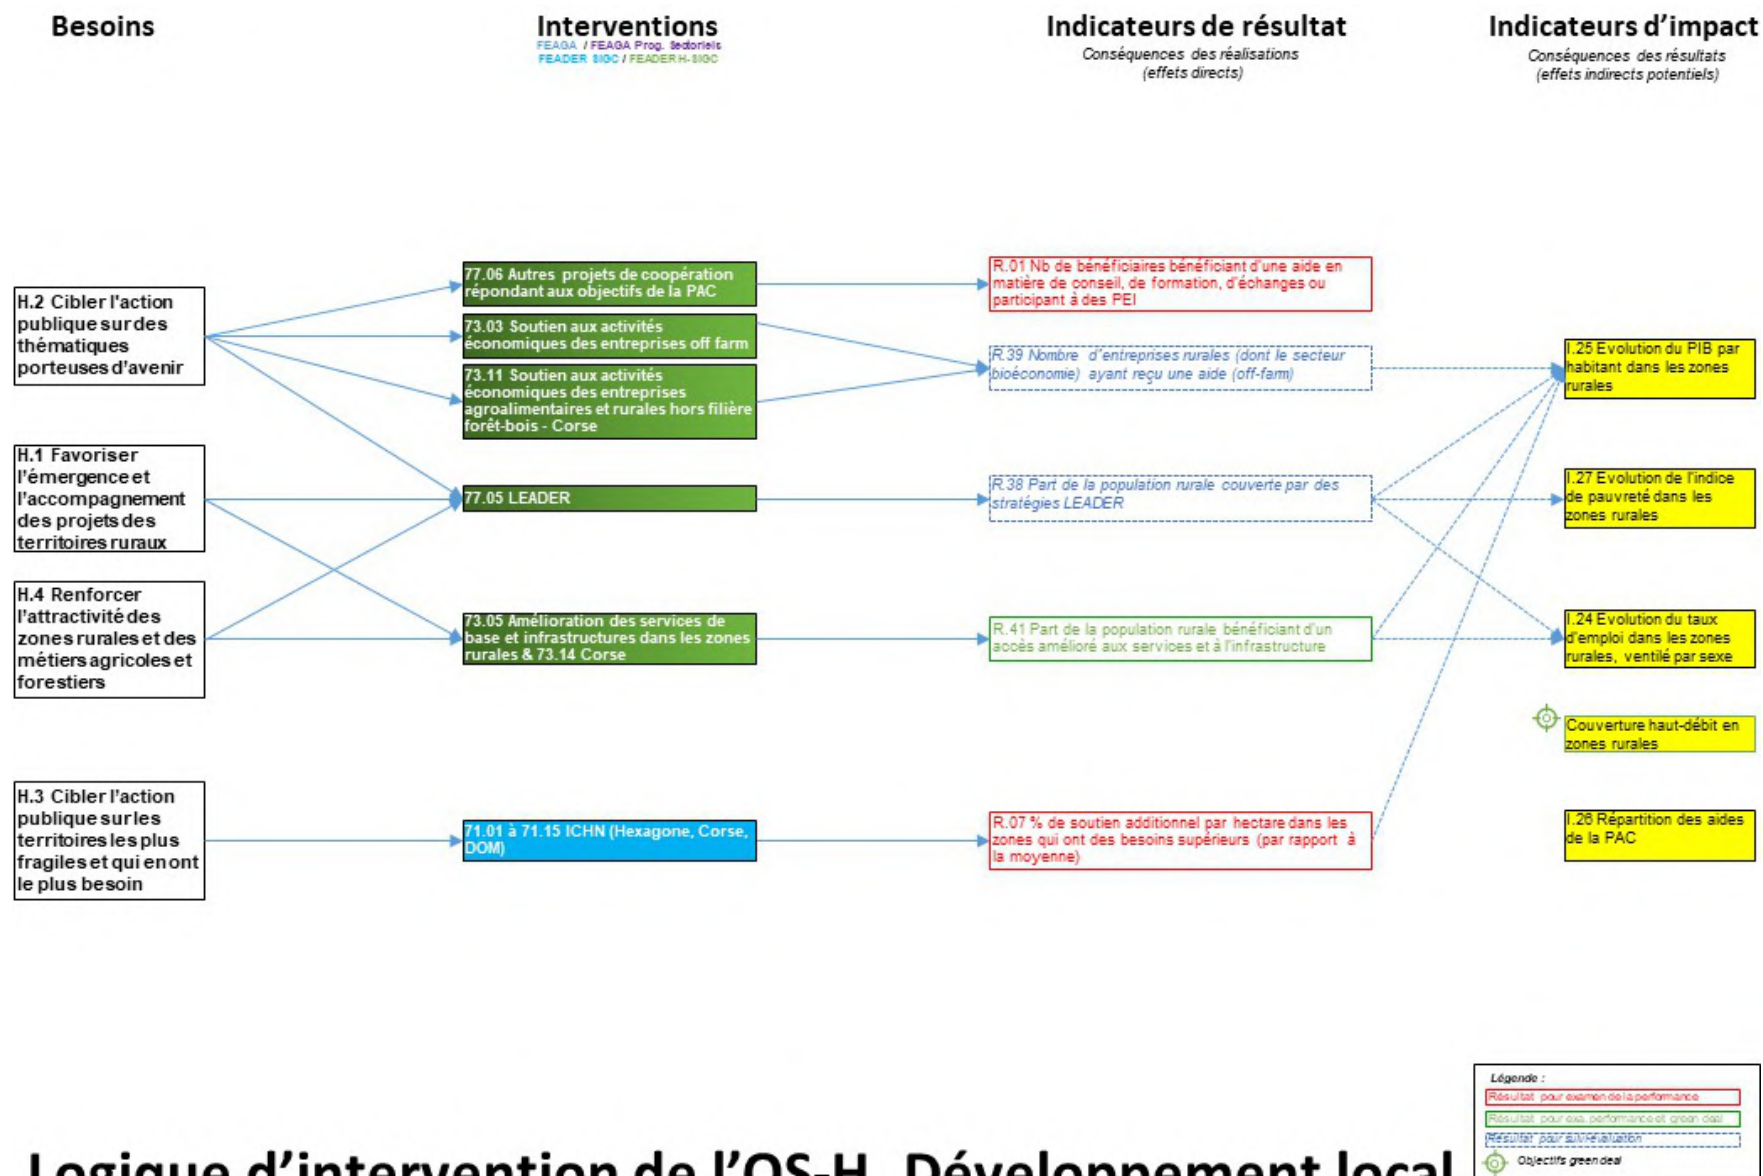 Besoins
Interventions
FEAGA / FEAGA Prog. Sectoriels
FEADER SIGC / FEADER H-SIGC
Indicateurs de résultat
Conséquences des réalisations
(effets directs)
Indicateurs d'impact
Conséquences des résultats
(effets indirects potentiels)
H.2 Cibler l'action
publique sur des
thématiques
porteuses d'avenir
H.1 Favoriser
l'émergence et
l'accompagnement
des projets des
territoires ruraux
H.4 Renforcer
l'attractivité des
zones rurales et des
métiers agricoles et
forestiers
H.3 Cibler l'action
publique sur les
territoires les plus
fragiles et qui en ont
le plus besoin
77.06 Autres projets de coopération
répondant aux objectifs de la PAC
73.03 Soutien aux activités
économiques des entreprises off farm
73.11 Soutien aux activités
économiques des entreprises
agroalimentaires et rurales hors filière
forêt-bois - Corse
77.05 LEADER
73.05 Amélioration des services de
base et infrastructures dans les zones
rurales & 73.14 Corse
71.01 à 71.15 ICHN (Hexagone, Corse,
DOM)
R.01 Nb de bénéficiaires bénéficiant d'une aide en
matière de conseil, de formation, d'échanges ou
participant à des PEI
R.39 Nombre d'entreprises rurales (dont le secteur
bioéconomie) ayant reçu une aide (off-farm)
R.38 Part de la population rurale couverte par des
stratégies LEADER
R.41 Part de la population rurale bénéficiant d'un
accès amélioré aux services et à l'infrastructure
R.07 % de soutien additionnel par hectare dans les
zones qui ont des besoins supérieurs (par rapport à
la moyenne)
I.25 Evolution du PIB par
habitant dans les zones
rurales
I.27 Evolution de l'indice
de pauvreté dans les
zones rurales
I.24 Evolution du taux
d'emploi dans les zones
rurales, ventilé par sexe
Couverture haut-débit en
zones rurales
I.26 Répartition des aides
de la PAC
Légende :
Résultat pour examen de la performance
Résultat pour exa. performance et green deal
Résultat pour suivi-évaluation
Objectifs green deal
Logique d'intervention de l'OS-H Développement local